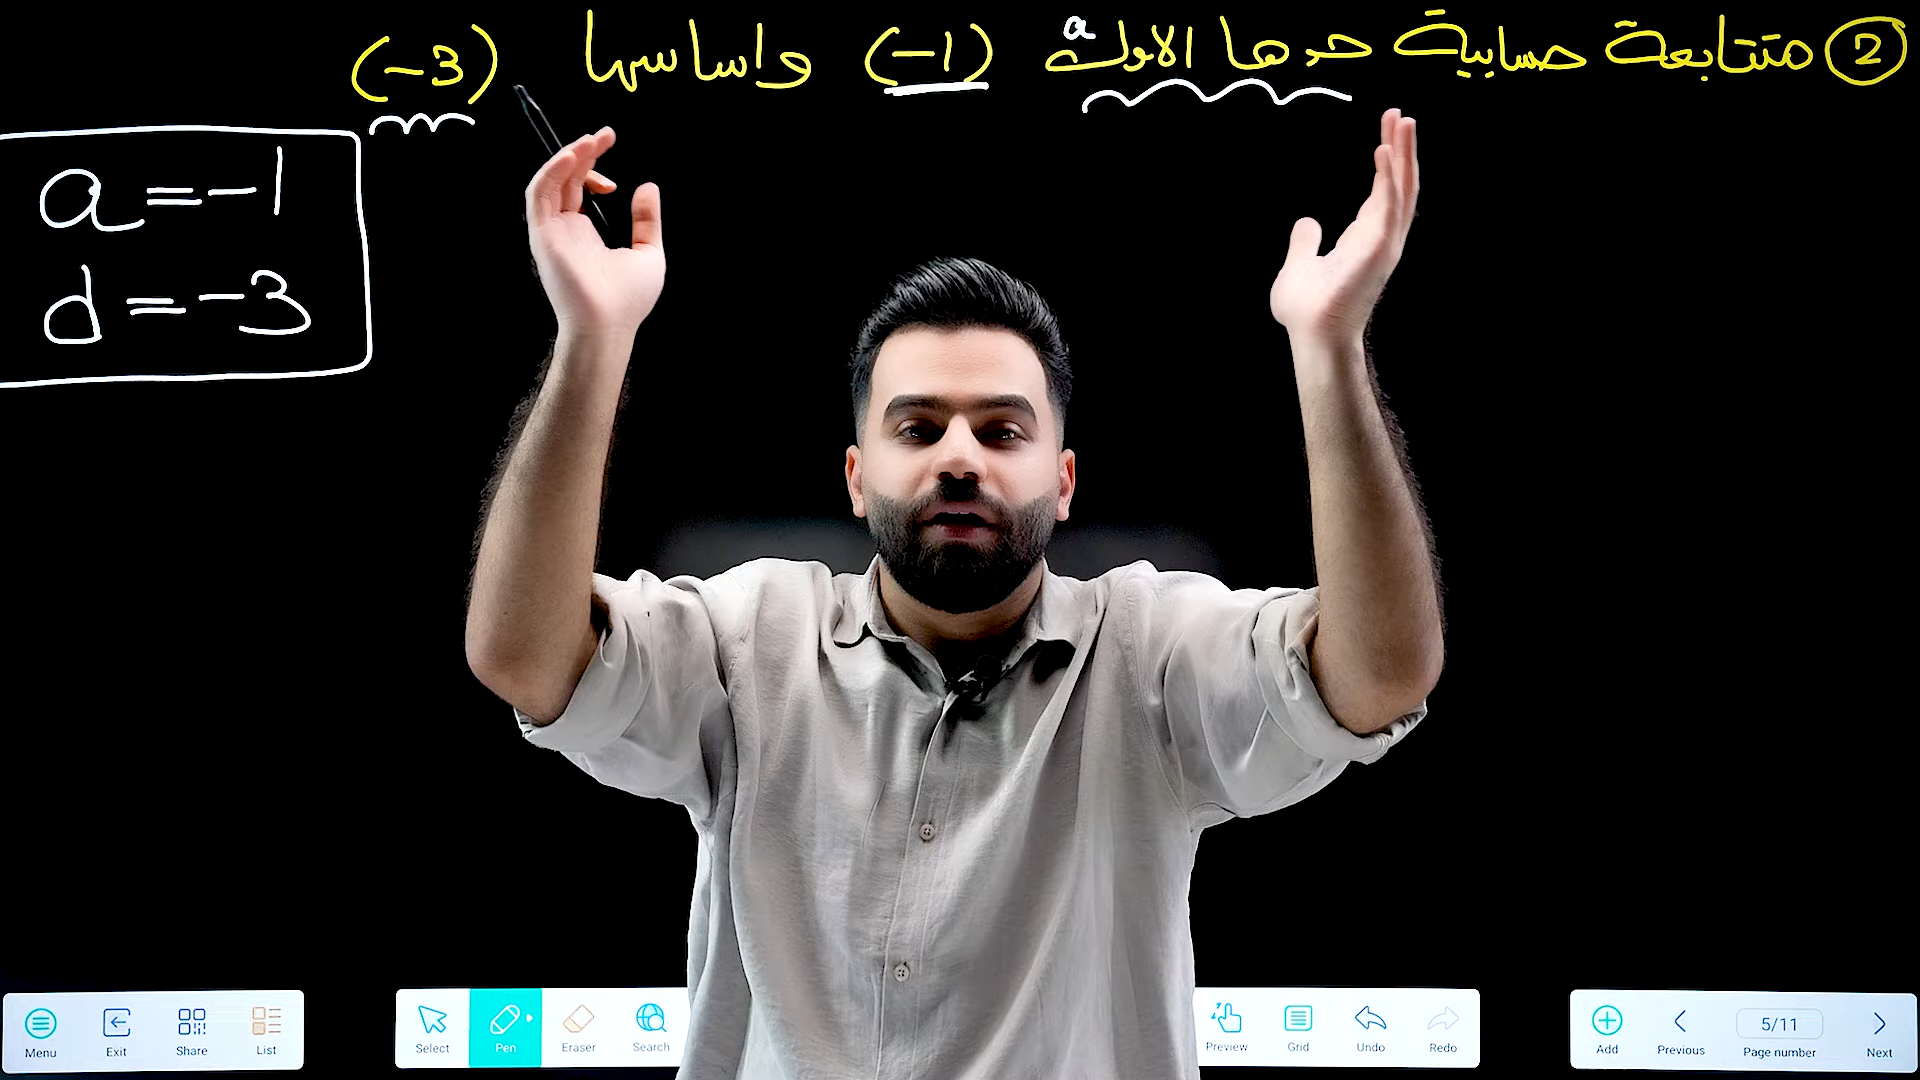 ② متتابعة حسابية حدها الاول (-1) واساسها (-3)
a
a = -1
d = -3
Menu Exit Share List Select Pen Eraser Search Preview Grid Undo Redo Add Previous 5/11 Page number Next